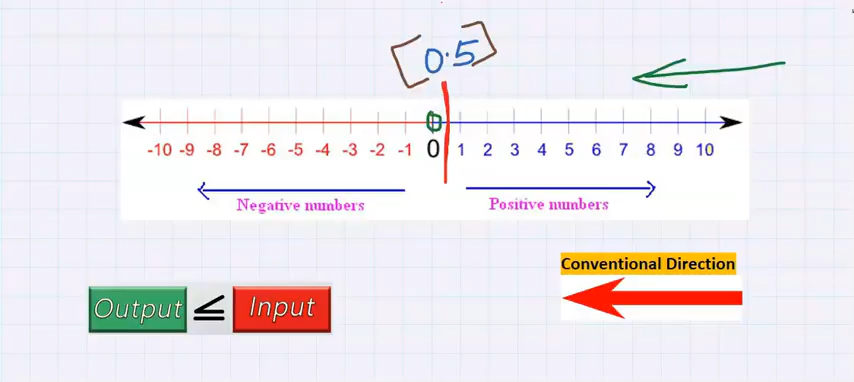 [0.5]
-10 -9 -8 -7 -6 -5 -4 -3 -2 -1 0 1 2 3 4 5 6 7 8 9 10
Negative numbers Positive numbers
Conventional Direction
Output ≤ Input